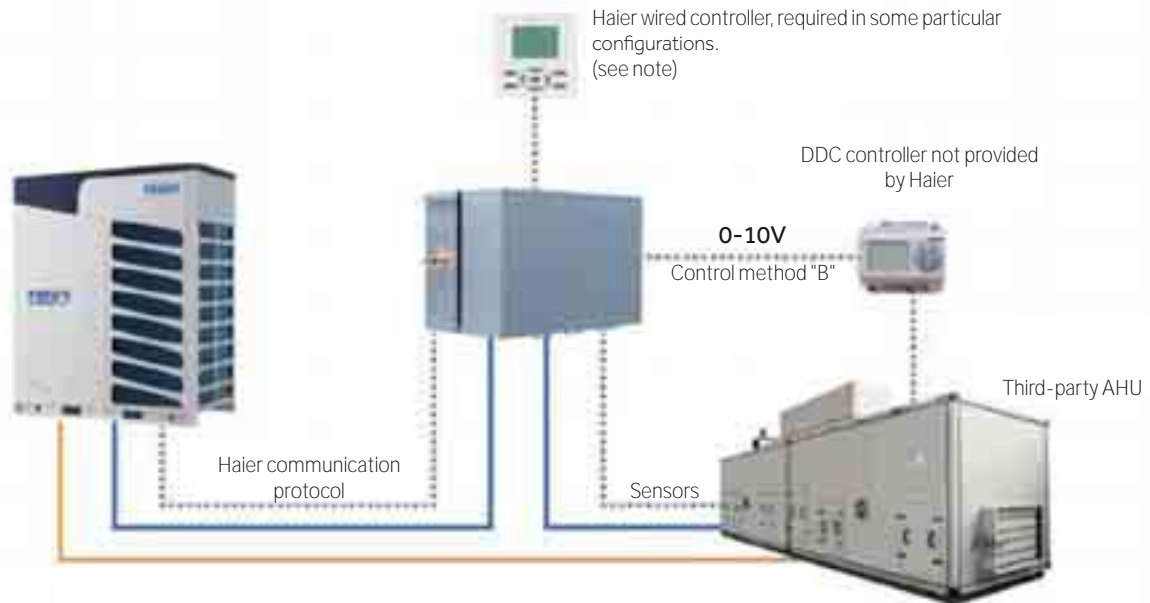 Haier wired controller, required in some particular
configurations.
(see note)
DDC controller not provided
by Haier
0-10V
Control method "B"
Third-party AHU
Haier communication
protocol
Sensors